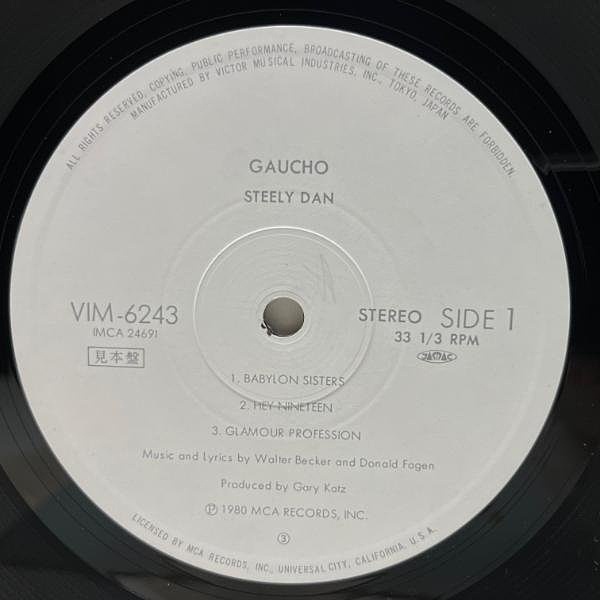 ALL RIGHTS RESERVED, COPYING, PUBLIC PERFORMANCE, BROADCASTING OF THESE RECORDS ARE FORBIDDEN.
MANUFACTURED BY VICTOR MUSICAL INDUSTRIES, INC., TOKYO, JAPAN
GAUCHO
STEELY DAN
VIM-6243
(MCA 2469)
見本盤
STEREO SIDE 1
33 1/3 RPM
JASRAC
1. BABYLON SISTERS
2. HEY NINETEEN
3. GLAMOUR PROFESSION
Music and Lyrics by Walter Becker and Donald Fagen
Produced by Gary Katz
Ⓟ 1980 MCA RECORDS, INC.
③
LICENSED BY MCA RECORDS, INC., UNIVERSAL CITY, CALIFORNIA, U.S.A.